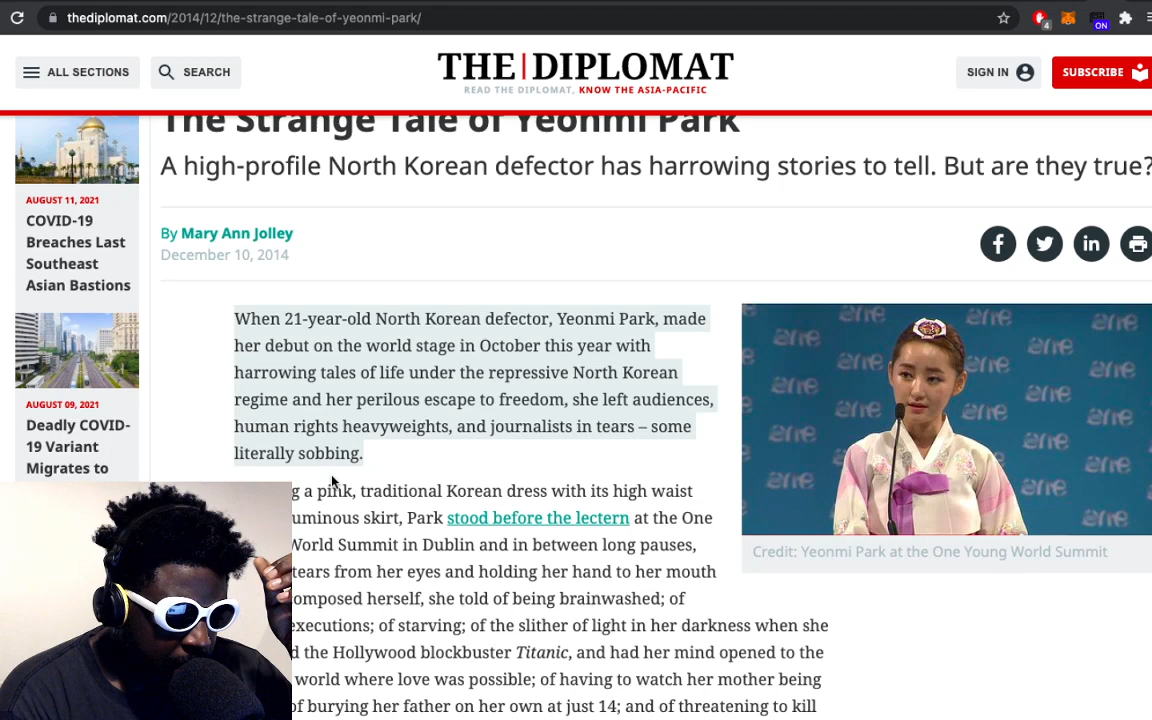 thediplomat.com/2014/12/the-strange-tale-of-yeonmi-park/
4
ON
ALL SECTIONS
SEARCH
THE|DIPLOMAT
READ THE DIPLOMAT, KNOW THE ASIA-PACIFIC
SIGN IN
SUBSCRIBE
AUGUST 11, 2021
COVID-19
Breaches Last
Southeast
Asian Bastions
AUGUST 09, 2021
Deadly COVID-
19 Variant
Migrates to
The Strange Tale of Yeonmi Park
A high-profile North Korean defector has harrowing stories to tell. But are they true?
By Mary Ann Jolley
December 10, 2014
When 21-year-old North Korean defector, Yeonmi Park, made
her debut on the world stage in October this year with
harrowing tales of life under the repressive North Korean
regime and her perilous escape to freedom, she left audiences,
human rights heavyweights, and journalists in tears – some
literally sobbing.
g a pink, traditional Korean dress with its high waist
uminous skirt, Park stood before the lectern at the One
World Summit in Dublin and in between long pauses,
tears from her eyes and holding her hand to her mouth
omposed herself, she told of being brainwashed; of
executions; of starving; of the slither of light in her darkness when she
d the Hollywood blockbuster Titanic, and had her mind opened to the
world where love was possible; of having to watch her mother being
of burying her father on her own at just 14; and of threatening to kill
Credit: Yeonmi Park at the One Young World Summit